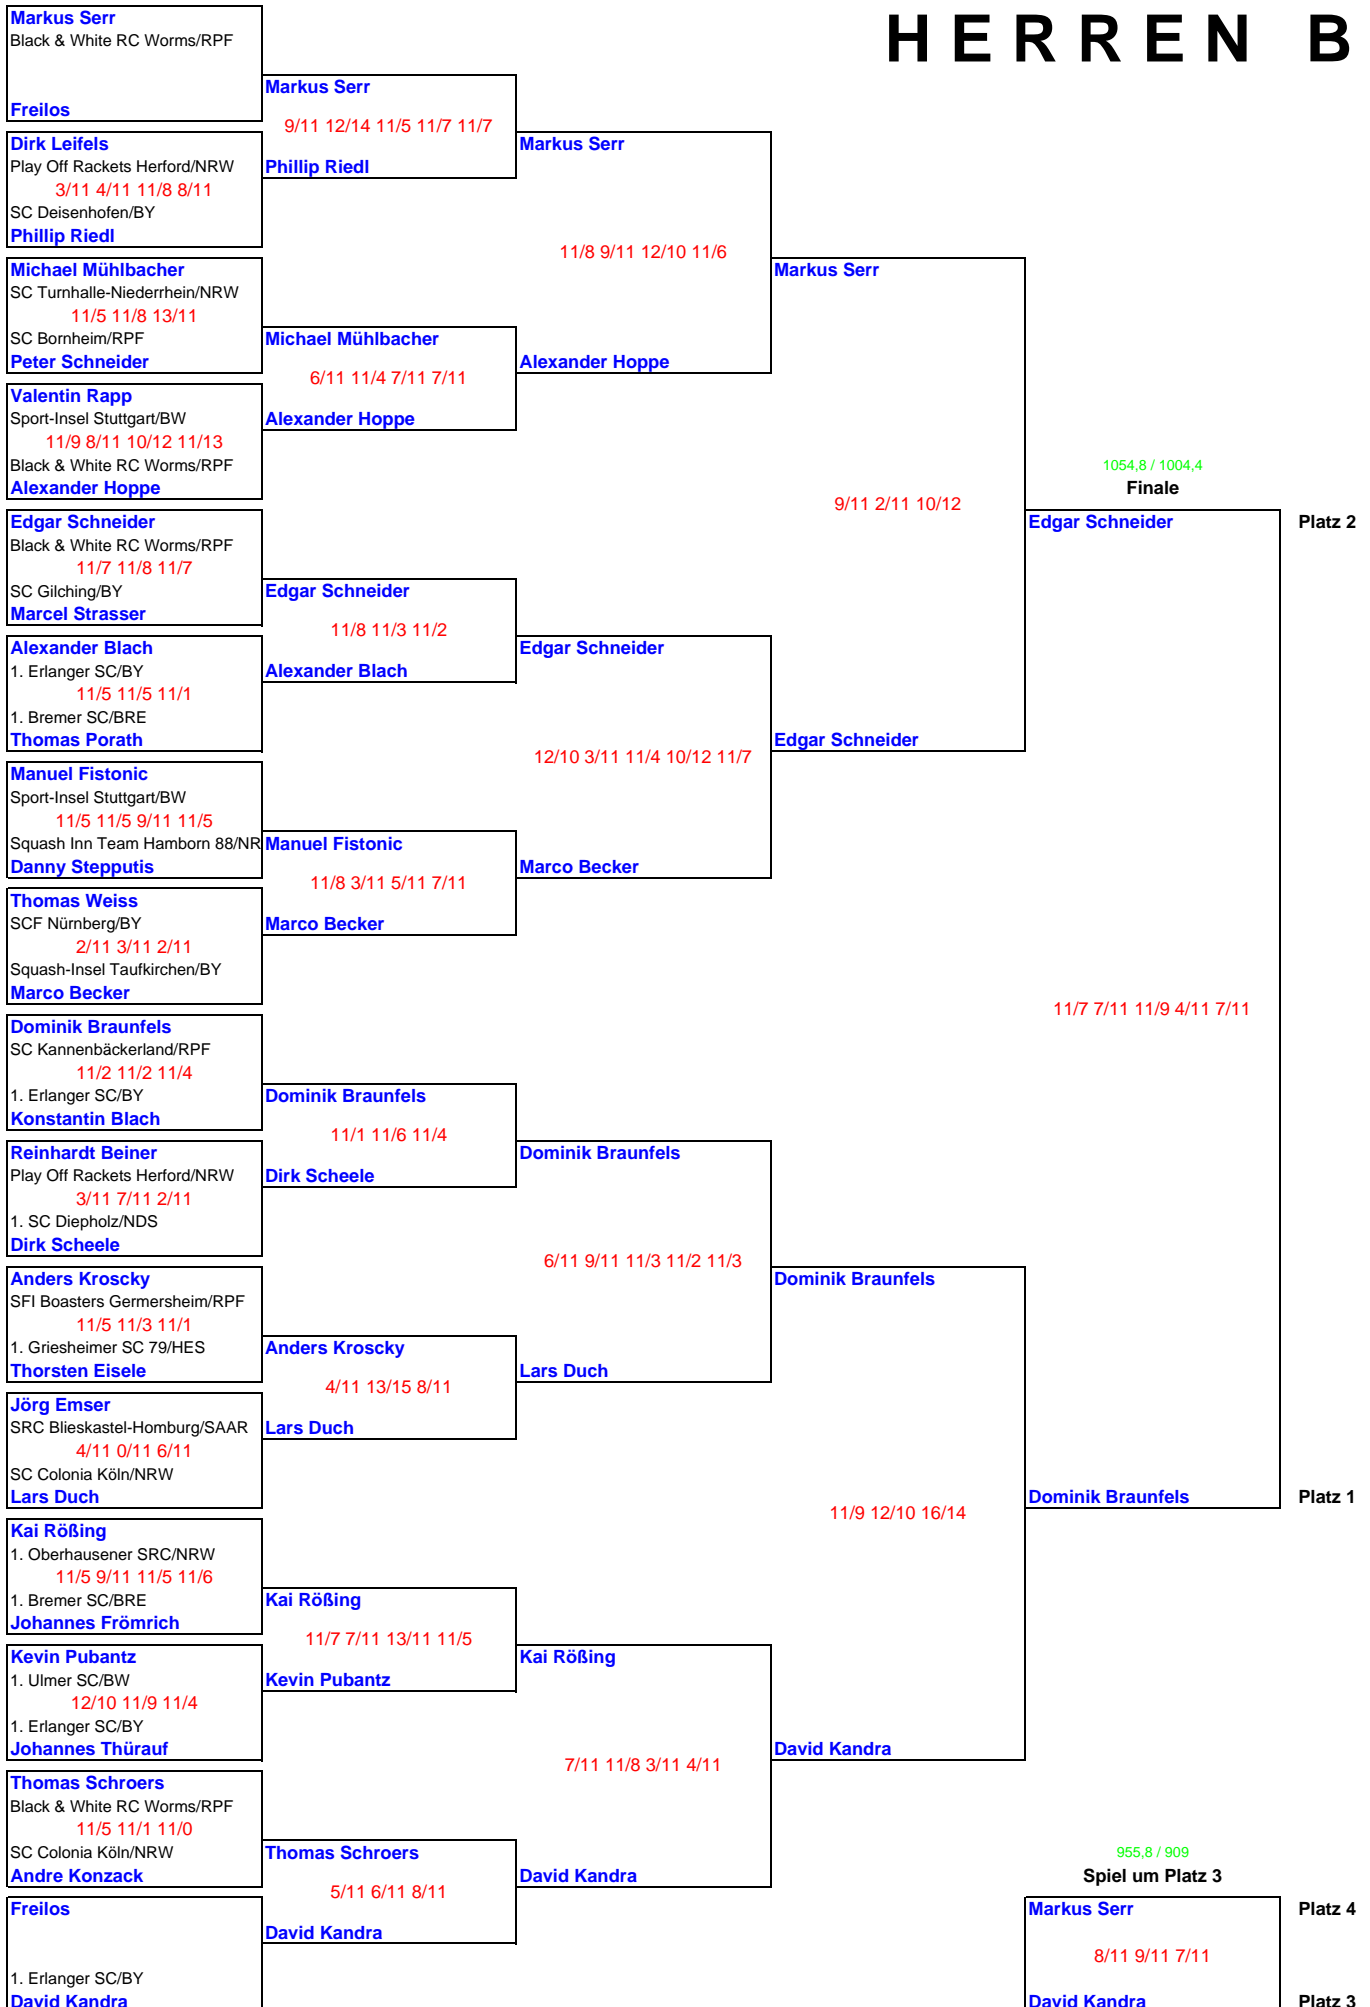 HERREN B
Markus Serr
Black & White RC Worms/RPF
Freilos
Dirk Leifels
Play Off Rackets Herford/NRW
3/11 4/11 11/8 8/11
SC Deisenhofen/BY
Phillip Riedl
Michael Mühlbacher
SC Turnhalle-Niederrhein/NRW
11/5 11/8 13/11
SC Bornheim/RPF
Peter Schneider
Valentin Rapp
Sport-Insel Stuttgart/BW
11/9 8/11 10/12 11/13
Black & White RC Worms/RPF
Alexander Hoppe
Edgar Schneider
Black & White RC Worms/RPF
11/7 11/8 11/7
SC Gilching/BY
Marcel Strasser
Alexander Blach
1. Erlanger SC/BY
11/5 11/5 11/1
1. Bremer SC/BRE
Thomas Porath
Manuel Fistonic
Sport-Insel Stuttgart/BW
11/5 11/5 9/11 11/5
Squash Inn Team Hamborn 88/NR
Danny Stepputis
Thomas Weiss
SCF Nürnberg/BY
2/11 3/11 2/11
Squash-Insel Taufkirchen/BY
Marco Becker
Dominik Braunfels
SC Kannenbäckerland/RPF
11/2 11/2 11/4
1. Erlanger SC/BY
Konstantin Blach
Reinhardt Beiner
Play Off Rackets Herford/NRW
3/11 7/11 2/11
1. SC Diepholz/NDS
Dirk Scheele
Anders Kroscky
SFI Boasters Germersheim/RPF
11/5 11/3 11/1
1. Griesheimer SC 79/HES
Thorsten Eisele
Jörg Emser
SRC Blieskastel-Homburg/SAAR
4/11 0/11 6/11
SC Colonia Köln/NRW
Lars Duch
Kai Rößing
1. Oberhausener SRC/NRW
11/5 9/11 11/5 11/6
1. Bremer SC/BRE
Johannes Frömrich
Kevin Pubantz
1. Ulmer SC/BW
12/10 11/9 11/4
1. Erlanger SC/BY
Johannes Thürauf
Thomas Schroers
Black & White RC Worms/RPF
11/5 11/1 11/0
SC Colonia Köln/NRW
Andre Konzack
Freilos
1. Erlanger SC/BY
David Kandra
Markus Serr
9/11 12/14 11/5 11/7 11/7
Phillip Riedl
Michael Mühlbacher
6/11 11/4 7/11 7/11
Alexander Hoppe
Edgar Schneider
11/8 11/3 11/2
Alexander Blach
Manuel Fistonic
11/8 3/11 5/11 7/11
Marco Becker
Dominik Braunfels
11/1 11/6 11/4
Dirk Scheele
Anders Kroscky
4/11 13/15 8/11
Lars Duch
Kai Rößing
11/7 7/11 13/11 11/5
Kevin Pubantz
Thomas Schroers
5/11 6/11 8/11
David Kandra
Markus Serr
11/8 9/11 12/10 11/6
Alexander Hoppe
Edgar Schneider
12/10 3/11 11/4 10/12 11/7
Marco Becker
Dominik Braunfels
6/11 9/11 11/3 11/2 11/3
Lars Duch
Kai Rößing
7/11 11/8 3/11 4/11
David Kandra
Markus Serr
9/11 2/11 10/12
Edgar Schneider
Dominik Braunfels
11/9 12/10 16/14
David Kandra
1054,8 / 1004,4
Finale
Edgar Schneider Platz 2
11/7 7/11 11/9 4/11 7/11
Dominik Braunfels Platz 1
955,8 / 909
Spiel um Platz 3
Markus Serr Platz 4
8/11 9/11 7/11
David Kandra Platz 3